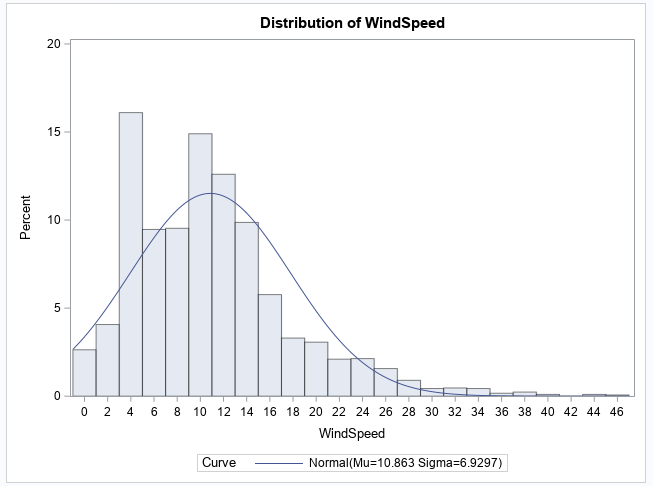 Distribution of WindSpeed
20
15
10
5
0
Percent
0 2 4 6 8 10 12 14 16 18 20 22 24 26 28 30 32 34 36 38 40 42 44 46
WindSpeed
Curve Normal(Mu=10.863 Sigma=6.9297)